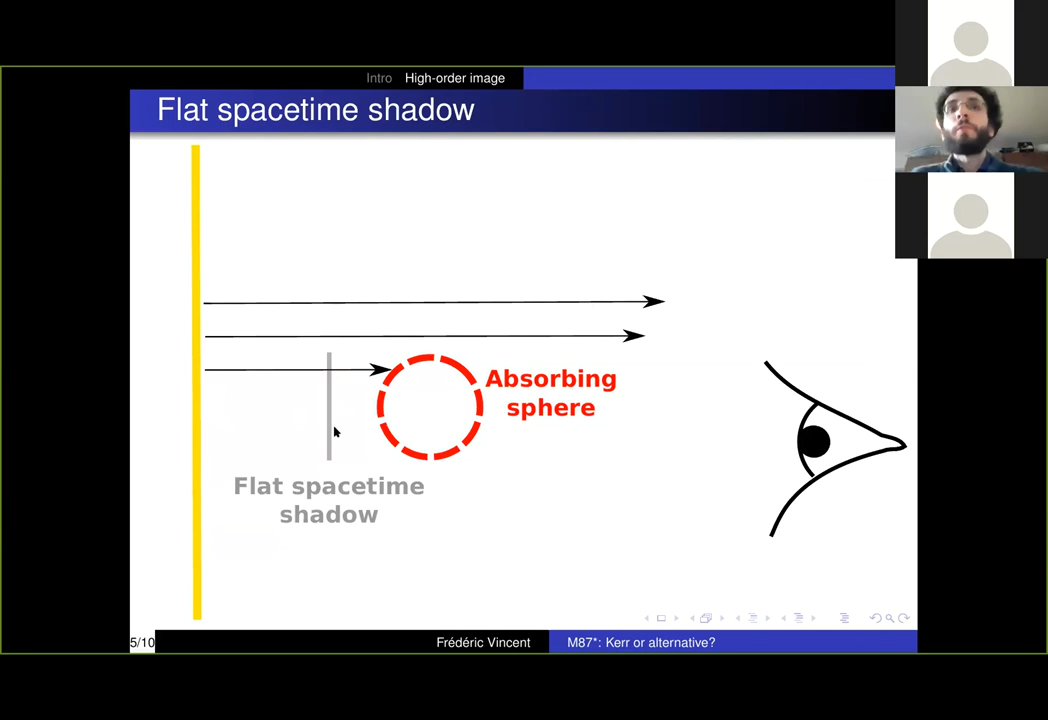 Intro High-order image
Flat spacetime shadow
Absorbing
sphere
Flat spacetime
shadow
5/10 Frédéric Vincent M87*: Kerr or alternative?